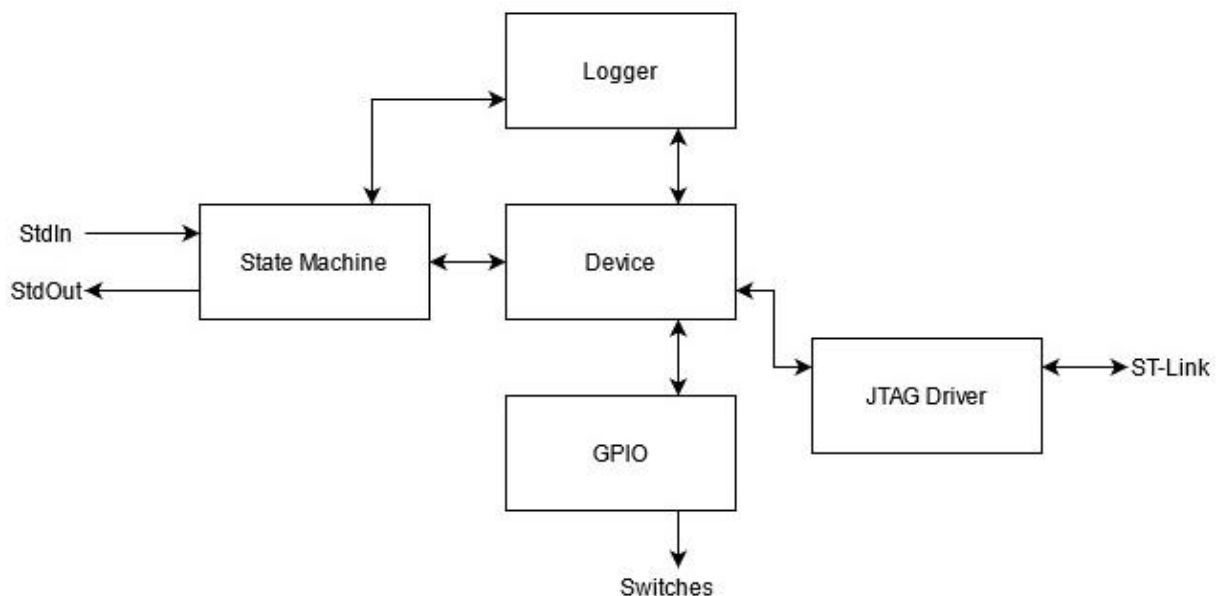 Logger
StdIn
State Machine
Device
StdOut
JTAG Driver
ST-Link
GPIO
Switches